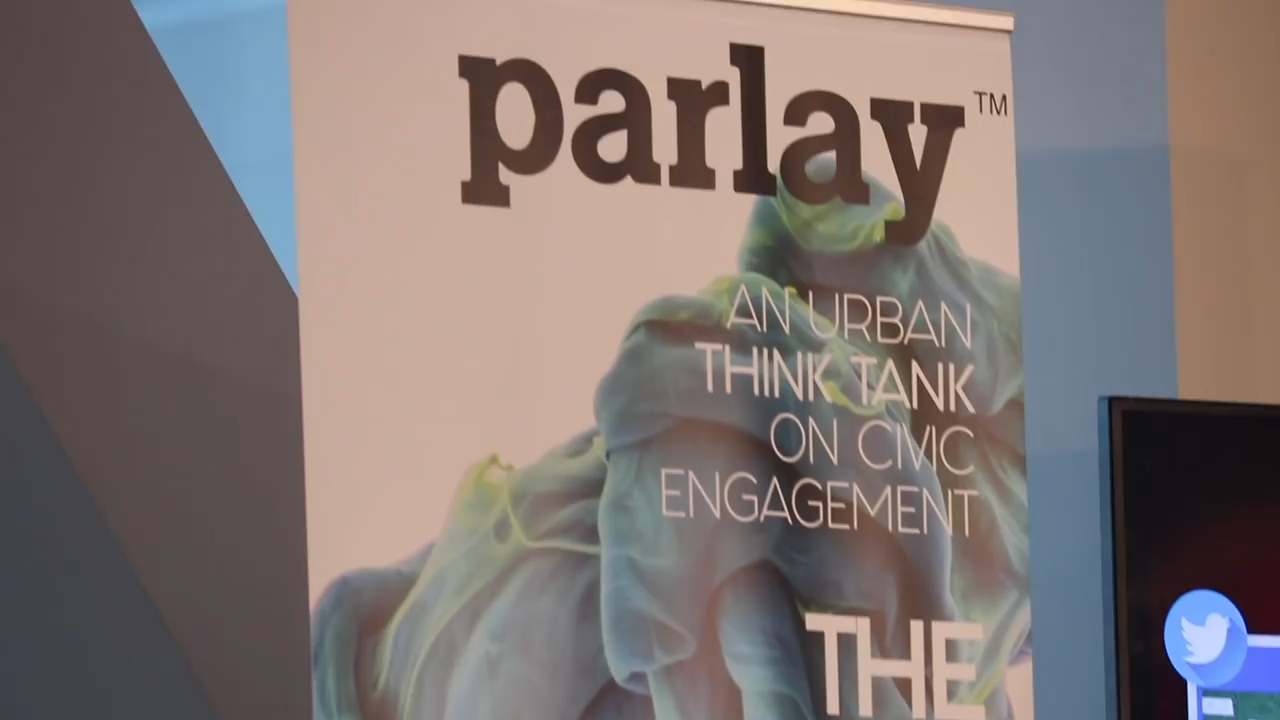 parlay™
AN URBAN
THINK TANK
ON CIVIC
ENGAGEMENT
THE